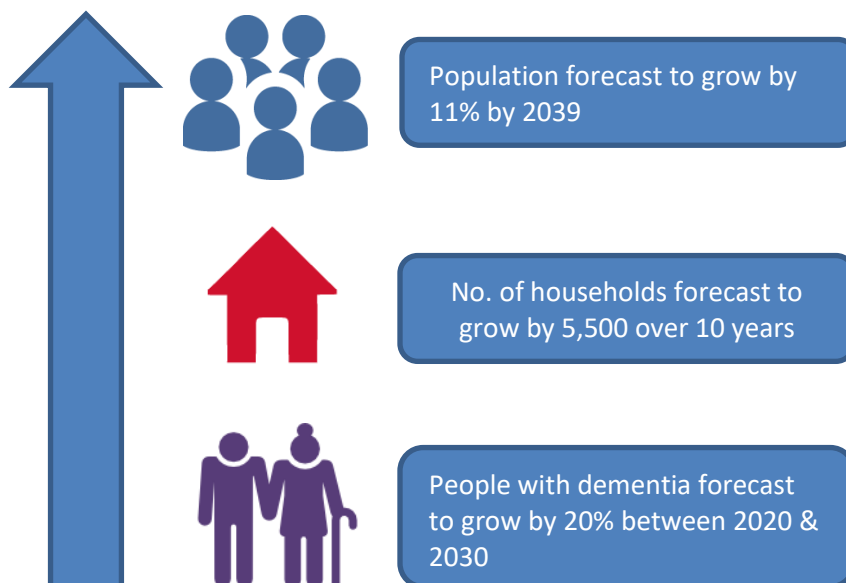 Population forecast to grow by
11% by 2039
No. of households forecast to
grow by 5,500 over 10 years
People with dementia forecast
to grow by 20% between 2020 &
2030